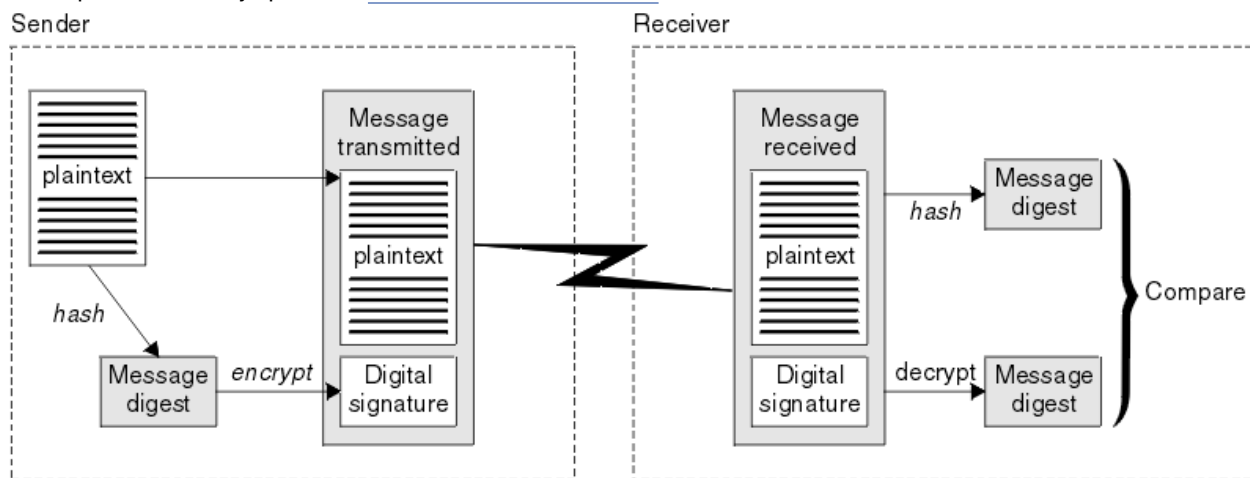 Sender
Receiver
plaintext
hash
Message
digest
encrypt
Message
transmitted
plaintext
Digital
signature
Message
received
plaintext
Digital
signature
hash
Message
digest
decrypt
Message
digest
Compare